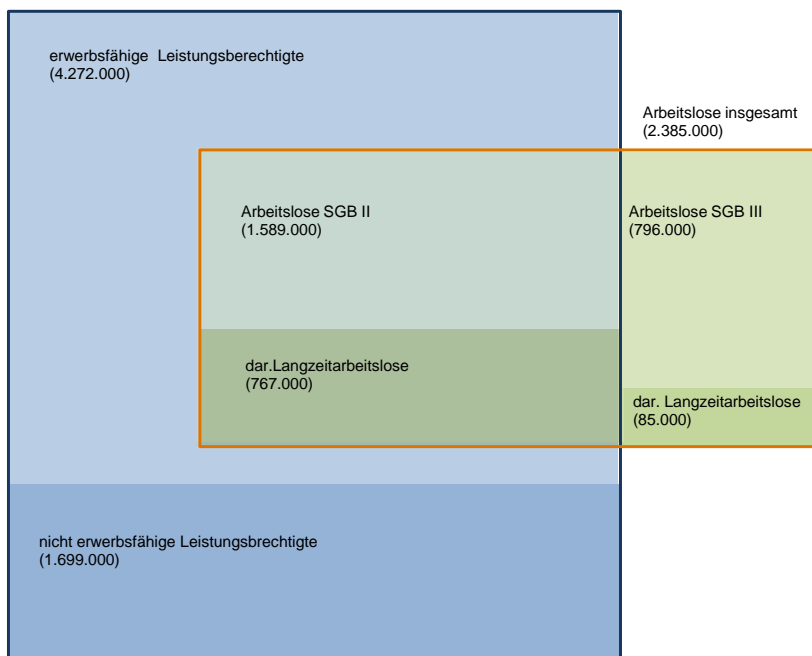 erwerbsfähige Leistungsberechtigte
(4.272.000)
Arbeitslose insgesamt
(2.385.000)
Arbeitslose SGB II
(1.589.000)
Arbeitslose SGB III
(796.000)
dar.Langzeitarbeitslose
(767.000)
dar. Langzeitarbeitslose
(85.000)
nicht erwerbsfähige Leistungsbrechtigte
(1.699.000)